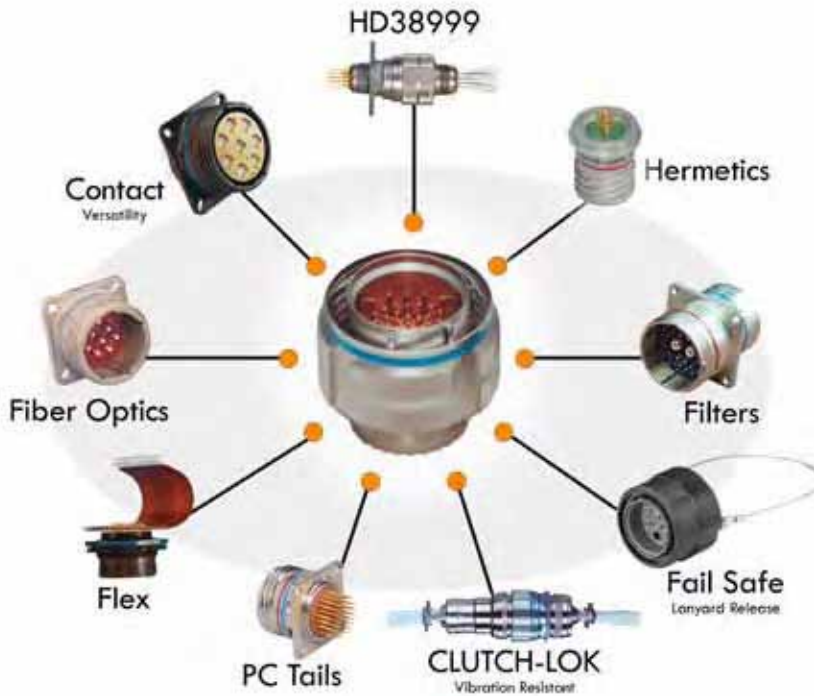 HD38999
Hermetics
Filters
Fail Safe
Lanyard Release
CLUTCH-LOK
Vibration Resistant
PC Tails
Flex
Fiber Optics
Contact
Versatility